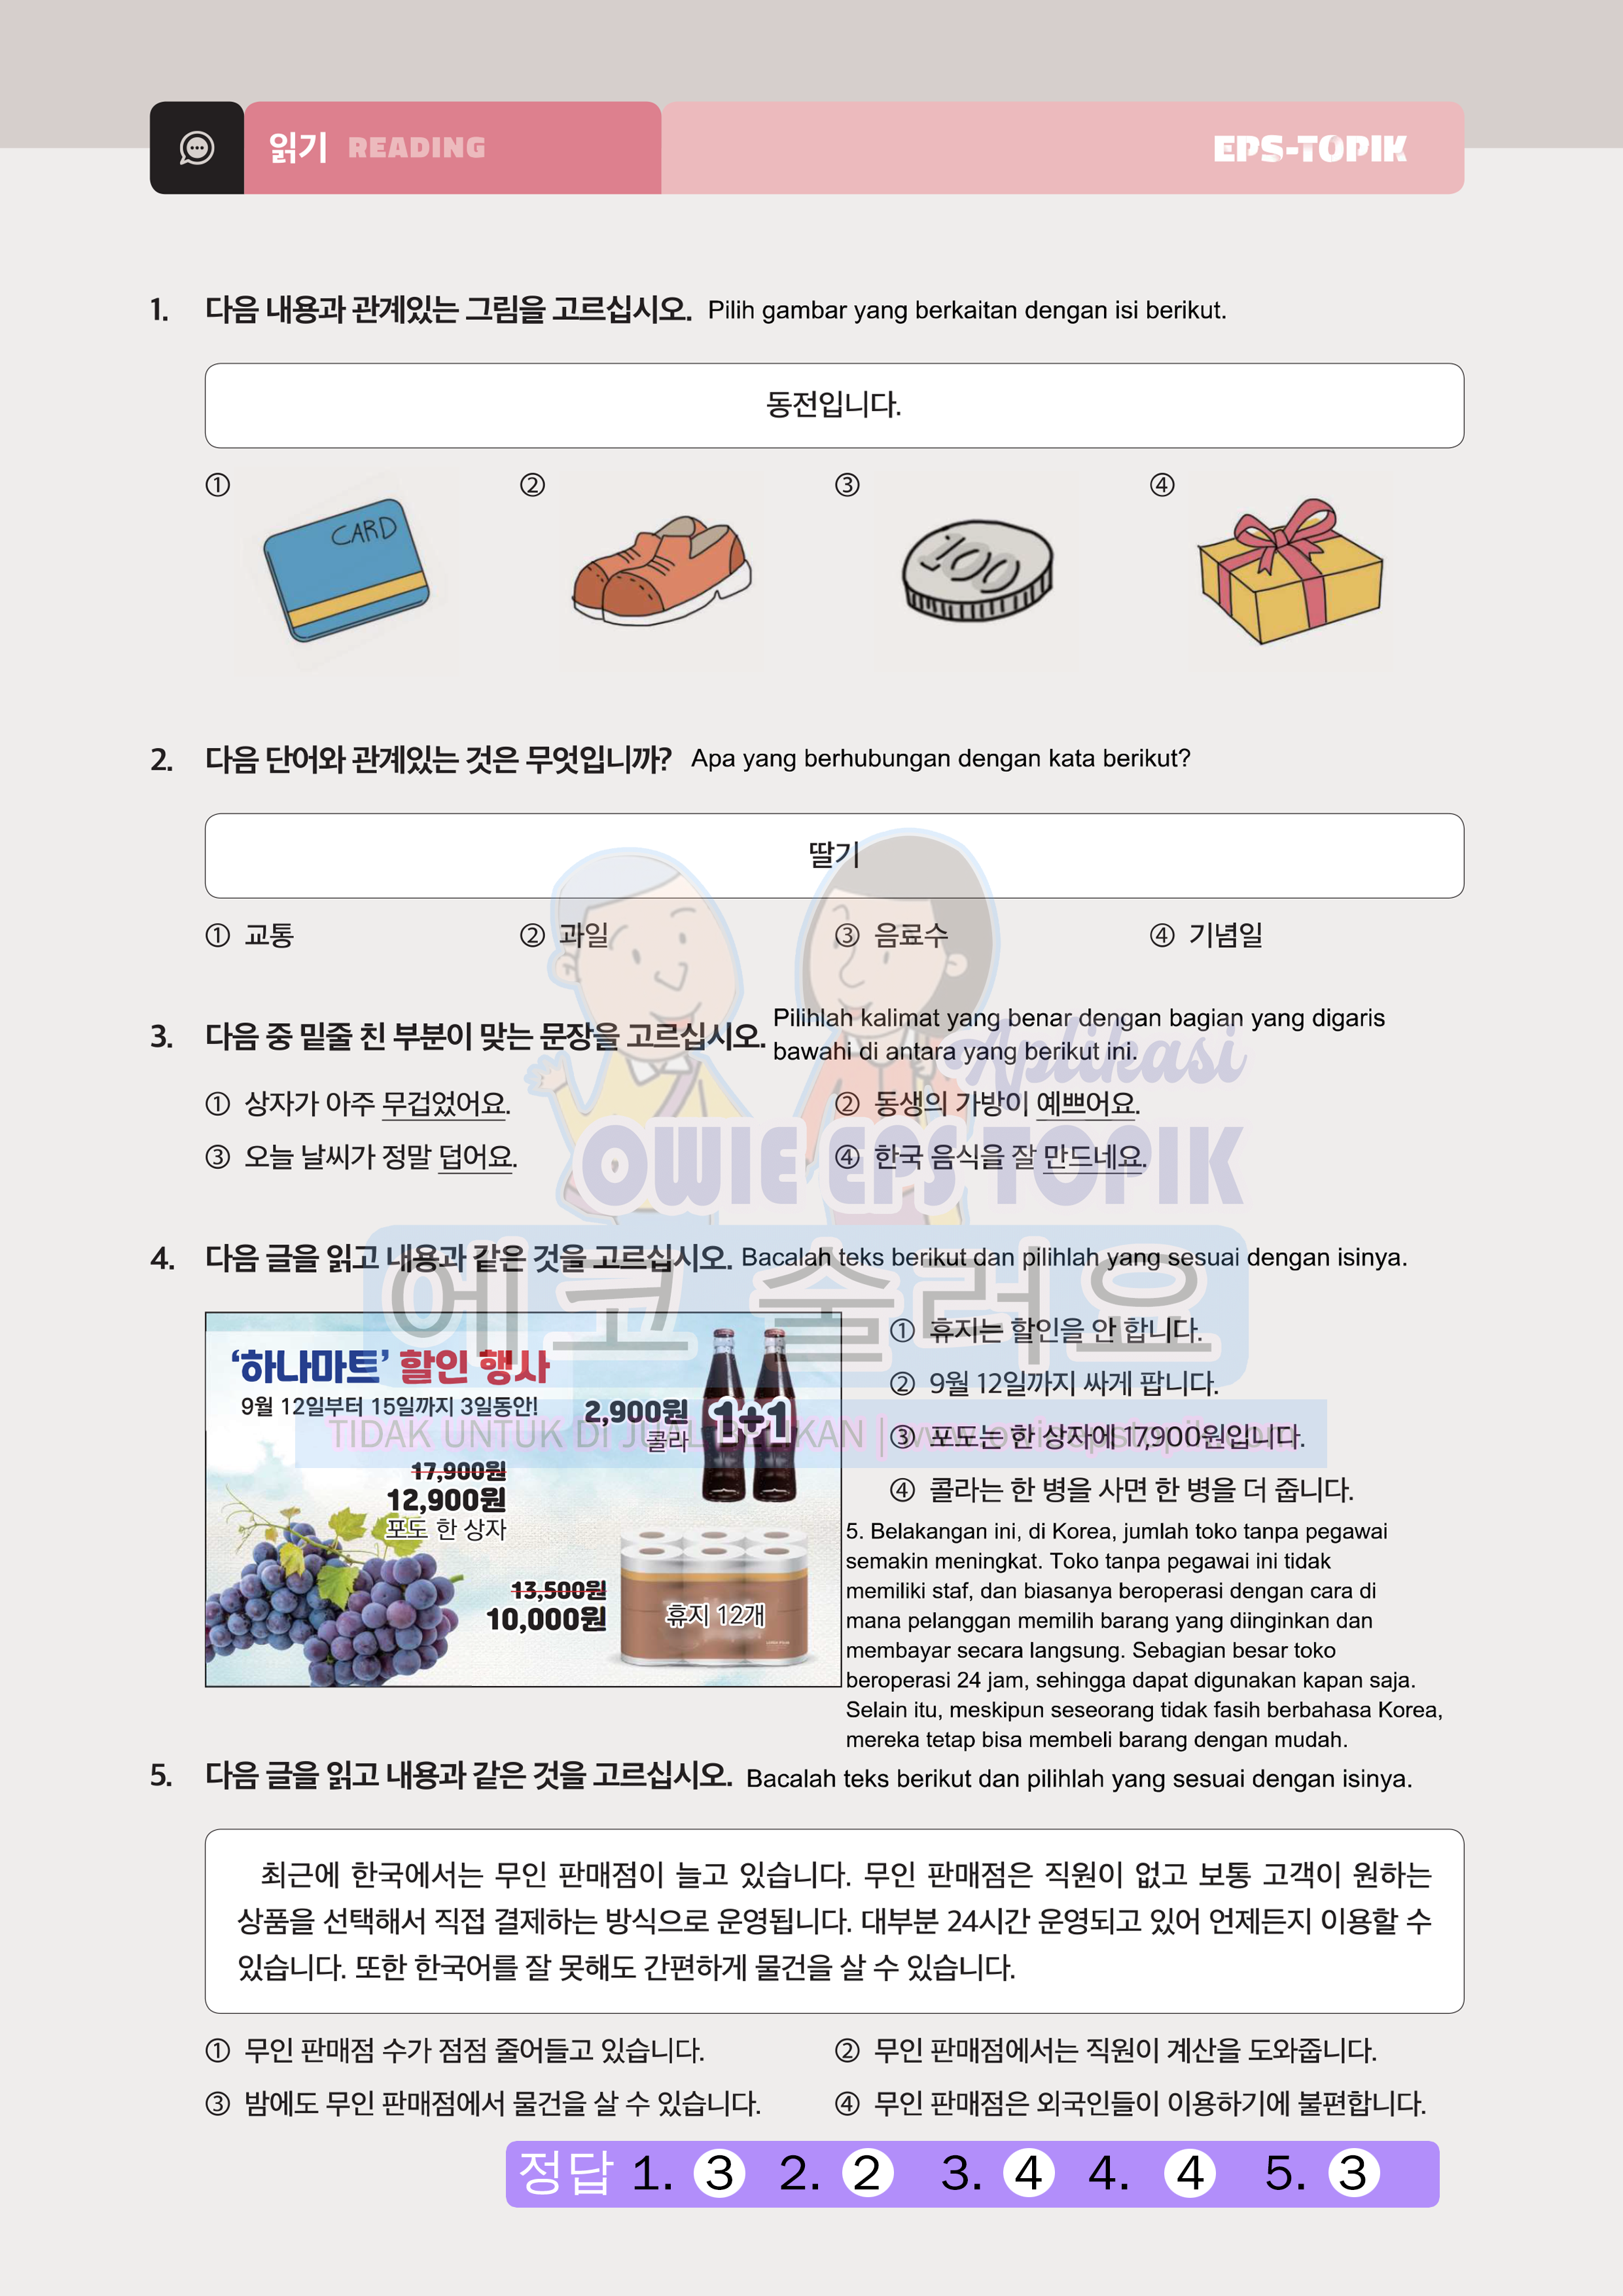 읽기 READING
EPS-TOPIK
1. 다음 내용과 관계있는 그림을 고르십시오. Pilih gambar yang berkaitan dengan isi berikut.
동전입니다.
① ② ③ ④
CARD
100
2. 다음 단어와 관계있는 것은 무엇입니까? Apa yang berhubungan dengan kata berikut?
딸기
① 교통 ② 과일 ③ 음료수 ④ 기념일
3. 다음 중 밑줄 친 부분이 맞는 문장을 고르십시오. Pilihlah kalimat yang benar dengan bagian yang digaris
bawahi di antara yang berikut ini.
① 상자가 아주 무겁었어요. ② 동생의 가방이 예쁘어요.
③ 오늘 날씨가 정말 덥어요. ④ 한국 음식을 잘 만드네요.
Aplikasi
OWIE EPS TOPIK
에코 술러요
TIDAK UNTUK DI JUAL BELIKAN | www.owieepstopik.com
4. 다음 글을 읽고 내용과 같은 것을 고르십시오. Bacalah teks berikut dan pilihlah yang sesuai dengan isinya.
‘하나마트’ 할인 행사
9월 12일부터 15일까지 3일동안!
2,900원
콜라
1+1
17,900원
12,900원
포도 한 상자
13,500원
10,000원
휴지 12개
① 휴지는 할인을 안 합니다.
② 9월 12일까지 싸게 팝니다.
③ 포도는 한 상자에 17,900원입니다.
④ 콜라는 한 병을 사면 한 병을 더 줍니다.
5. Belakangan ini, di Korea, jumlah toko tanpa pegawai
semakin meningkat. Toko tanpa pegawai ini tidak
memiliki staf, dan biasanya beroperasi dengan cara di
mana pelanggan memilih barang yang diinginkan dan
membayar secara langsung. Sebagian besar toko
beroperasi 24 jam, sehingga dapat digunakan kapan saja.
Selain itu, meskipun seseorang tidak fasih berbahasa Korea,
mereka tetap bisa membeli barang dengan mudah.
5. 다음 글을 읽고 내용과 같은 것을 고르십시오. Bacalah teks berikut dan pilihlah yang sesuai dengan isinya.
최근에 한국에서는 무인 판매점이 늘고 있습니다. 무인 판매점은 직원이 없고 보통 고객이 원하는
상품을 선택해서 직접 결제하는 방식으로 운영됩니다. 대부분 24시간 운영되고 있어 언제든지 이용할 수
있습니다. 또한 한국어를 잘 못해도 간편하게 물건을 살 수 있습니다.
① 무인 판매점 수가 점점 줄어들고 있습니다. ② 무인 판매점에서는 직원이 계산을 도와줍니다.
③ 밤에도 무인 판매점에서 물건을 살 수 있습니다. ④ 무인 판매점은 외국인들이 이용하기에 불편합니다.
정답 1. ③ 2. ② 3. ④ 4. ④ 5. ③